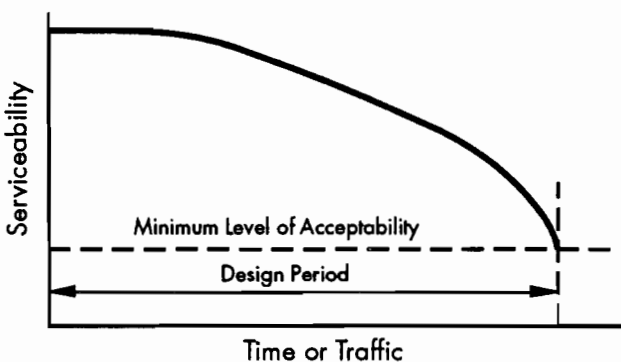 Serviceability
Minimum Level of Acceptability
Design Period
Time or Traffic